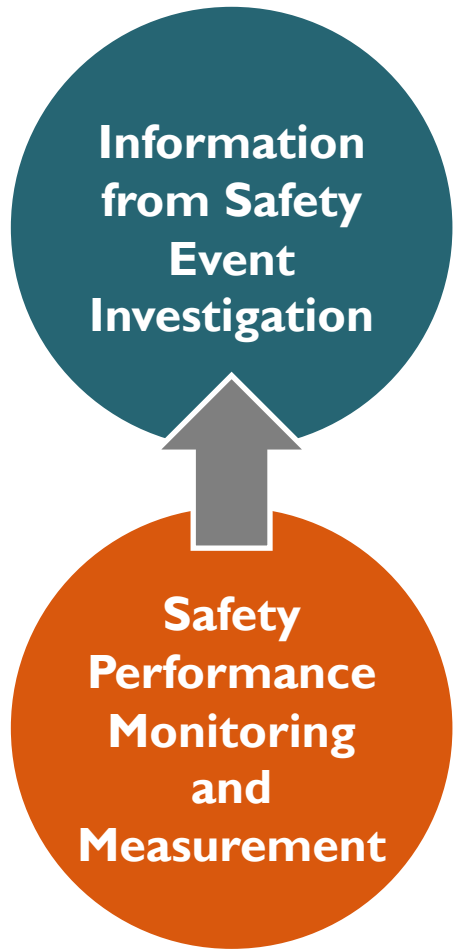 Information
from Safety
Event
Investigation
Safety
Performance
Monitoring
and
Measurement